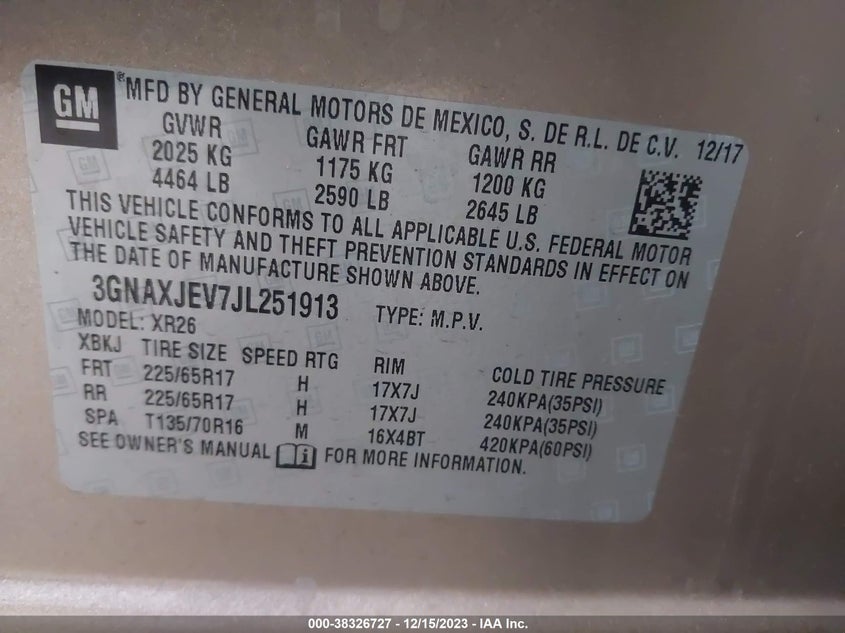 GM ® MFD BY GENERAL MOTORS DE MEXICO, S. DE R.L. DE C.V. 12/17
GVWR GAWR FRT GAWR RR
2025 KG 1175 KG 1200 KG
4464 LB 2590 LB 2645 LB
THIS VEHICLE CONFORMS TO ALL APPLICABLE U.S. FEDERAL MOTOR
VEHICLE SAFETY AND THEFT PREVENTION STANDARDS IN EFFECT ON
THE DATE OF MANUFACTURE SHOWN ABOVE.
3GNAXJEV7JL251913 TYPE: M.P.V.
MODEL: XR26
XBKJ TIRE SIZE SPEED RTG RIM COLD TIRE PRESSURE
FRT 225/65R17 H 17X7J 240KPA(35PSI)
RR 225/65R17 H 17X7J 240KPA(35PSI)
SPA T135/70R16 M 16X4BT 420KPA(60PSI)
SEE OWNER'S MANUAL i FOR MORE INFORMATION.
000-38326727 - 12/15/2023 - IAA Inc.